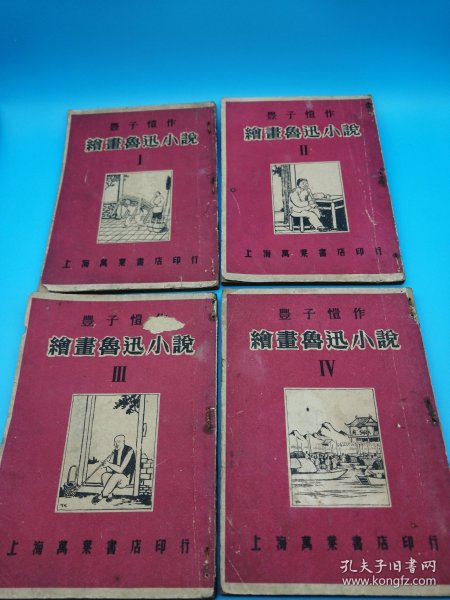 豐子愷作
繪畫魯迅小說
I
上海萬葉書店印行
豐子愷作
繪畫魯迅小說
II
上海萬葉書店印行
豐子愷作
繪畫魯迅小說
III
上海萬葉書店印行
豐子愷作
繪畫魯迅小說
IV
上海萬葉書店印行
孔夫子旧书网
www.kongfz.com